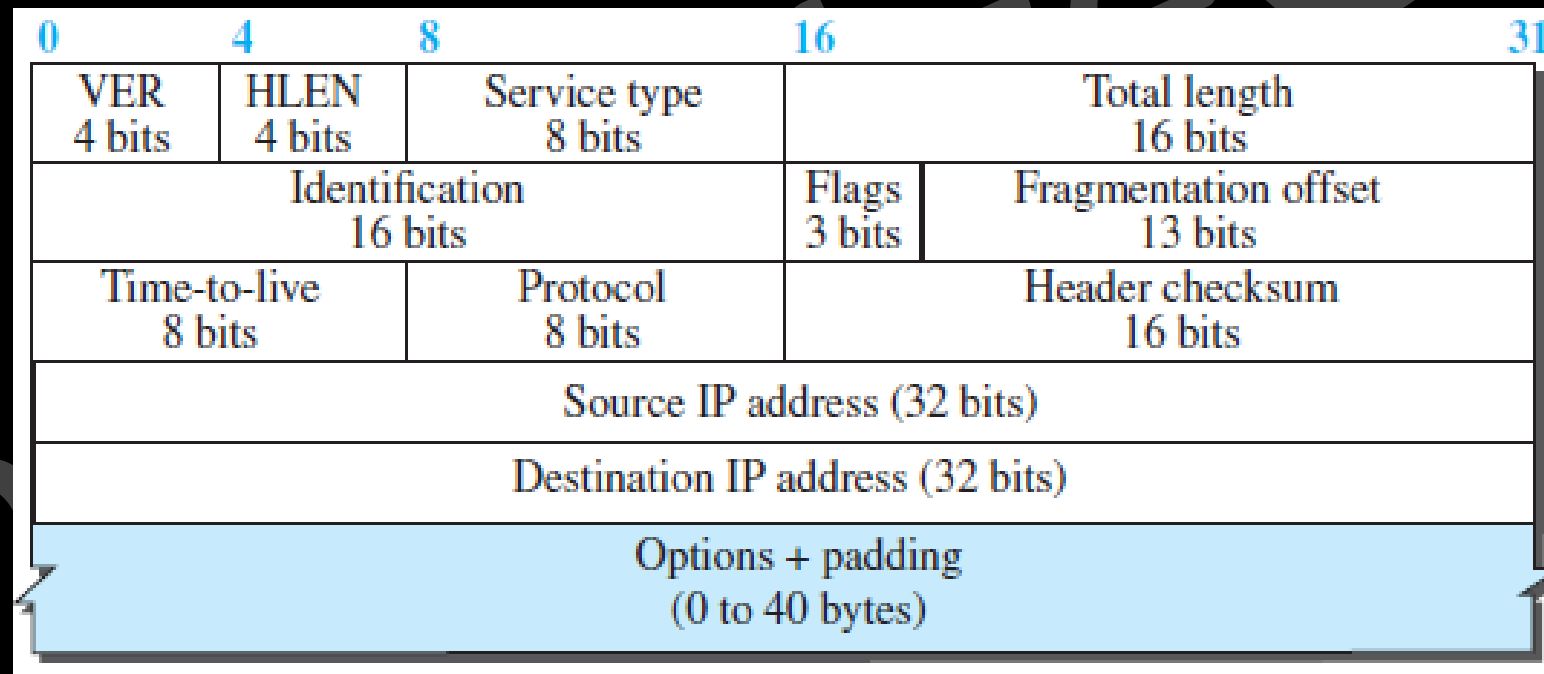 0 4 8 16 31
VER HLEN Service type Total length
4 bits 4 bits 8 bits 16 bits
Identification Flags Fragmentation offset
16 bits 3 bits 13 bits
Time-to-live Protocol Header checksum
8 bits 8 bits 16 bits
Source IP address (32 bits)
Destination IP address (32 bits)
Options + padding
(0 to 40 bytes)